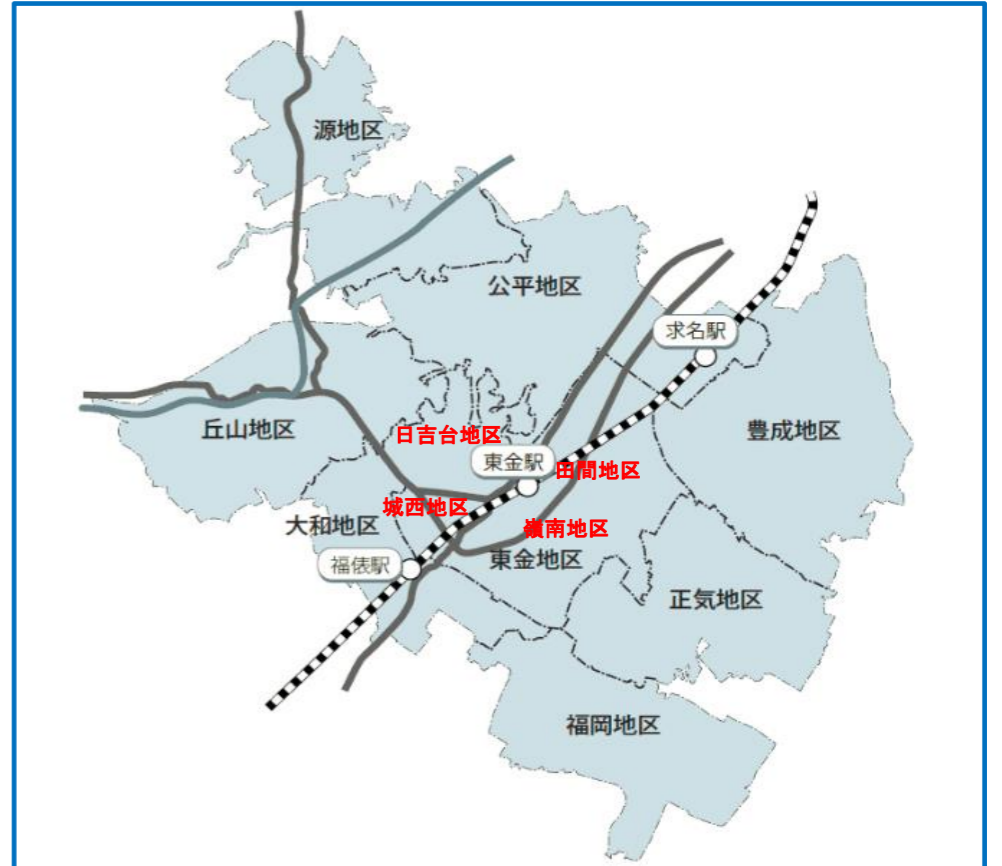 源地区
公平地区
求名駅
丘山地区
日吉台地区
豊成地区
東金駅
田間地区
城西地区
大和地区
嶺南地区
東金地区
福俵駅
正気地区
福岡地区